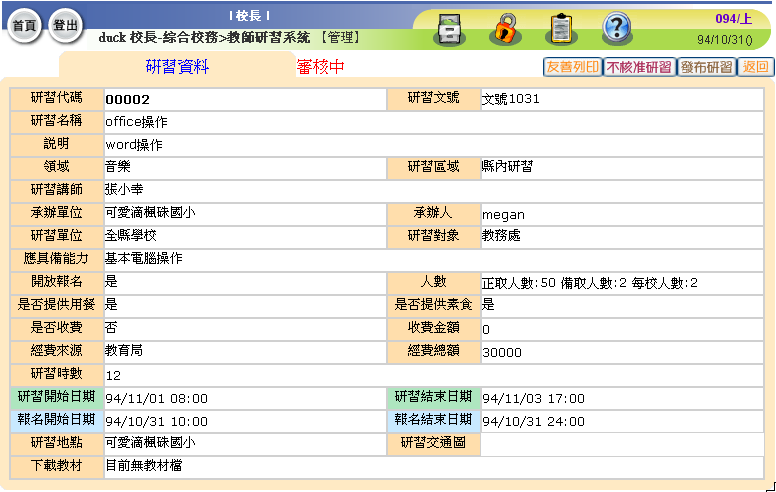 首頁 登出 | 校長 | 094/上
duck 校長-綜合校務>教師研習系統 【管理】 94/10/31()
研習資料 審核中 友善列印 不核准研習 發布研習 返回
研習代碼 00002 研習文號 文號1031
研習名稱 office操作
說明 word操作
領域 音樂 研習區域 縣內研習
研習講師 張小幸
承辦單位 可愛滴楓硃國小 承辦人 megan
研習單位 全縣學校 研習對象 教務處
應具備能力 基本電腦操作
開放報名 是 人數 正取人數:50 備取人數:2 每校人數:2
是否提供用餐 是 是否提供素食 是
是否收費 否 收費金額 0
經費來源 教育局 經費總額 30000
研習時數 12
研習開始日期 94/11/01 08:00 研習結束日期 94/11/03 17:00
報名開始日期 94/10/31 10:00 報名結束日期 94/10/31 24:00
研習地點 可愛滴楓硃國小 研習交通圖
下載教材 目前無教材檔